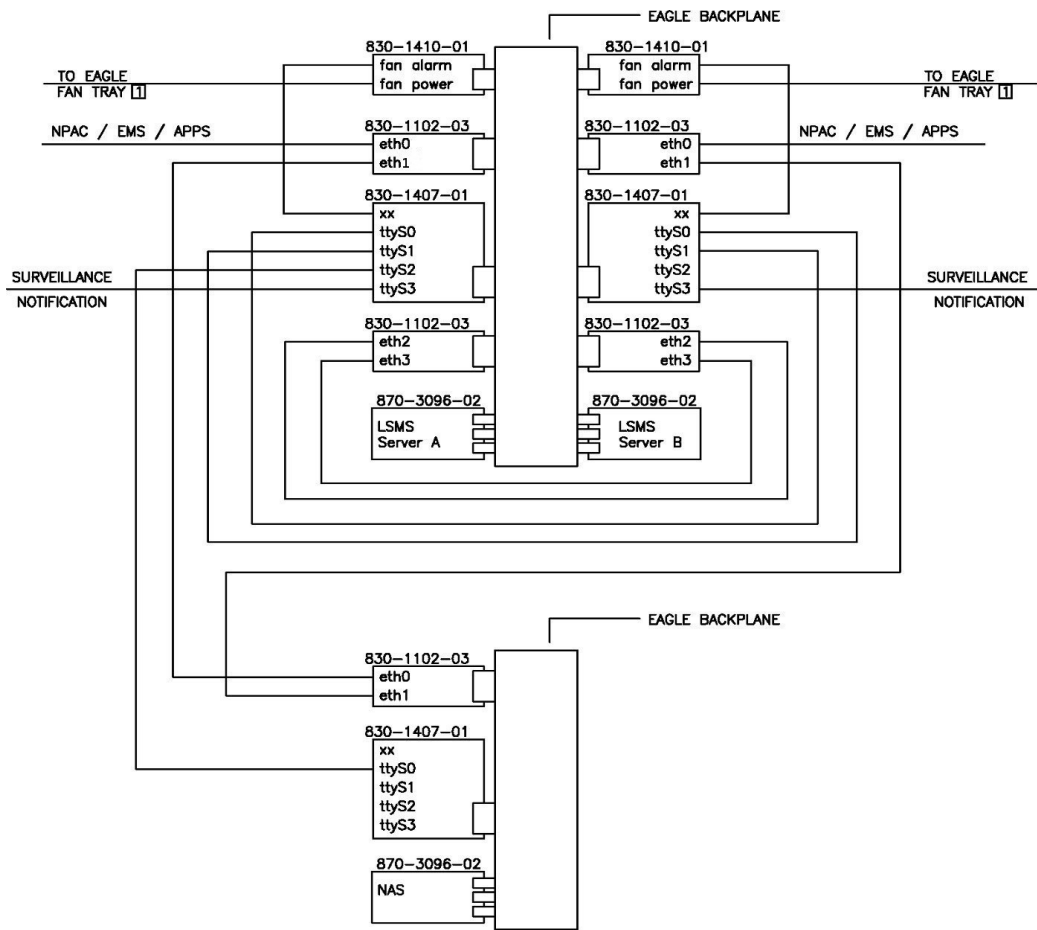 EAGLE BACKPLANE
830-1410-01
fan alarm
fan power
830-1410-01
fan alarm
fan power
TO EAGLE
FAN TRAY 1
TO EAGLE
FAN TRAY 1
830-1102-03
eth0
eth1
830-1102-03
eth0
eth1
NPAC / EMS / APPS
NPAC / EMS / APPS
830-1407-01
xx
ttyS0
ttyS1
ttyS2
ttyS3
830-1407-01
xx
ttyS0
ttyS1
ttyS2
ttyS3
SURVEILLANCE
NOTIFICATION
SURVEILLANCE
NOTIFICATION
830-1102-03
eth2
eth3
830-1102-03
eth2
eth3
870-3096-02
LSMS
Server A
870-3096-02
LSMS
Server B
EAGLE BACKPLANE
830-1102-03
eth0
eth1
830-1407-01
xx
ttyS0
ttyS1
ttyS2
ttyS3
870-3096-02
NAS